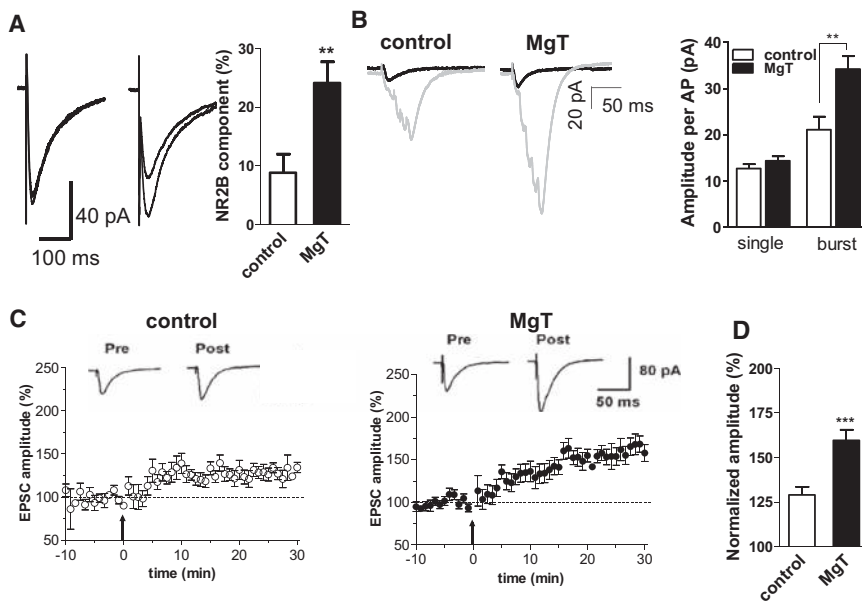 A
40 pA
100 ms
NR2B component (%)
30
20
10
0
**
control
MgT
B
control
MgT
20 pA
50 ms
Amplitude per AP (pA)
40
30
20
10
0
control
MgT
**
single
burst
C
control
Pre
Post
EPSC amplitude (%)
250
200
150
100
50
-10
0
10
20
30
time (min)
MgT
Pre
Post
80 pA
50 ms
EPSC amplitude (%)
250
200
150
100
50
-10
0
10
20
30
time (min)
D
Normalized amplitude (%)
200
175
150
125
100
***
control
MgT